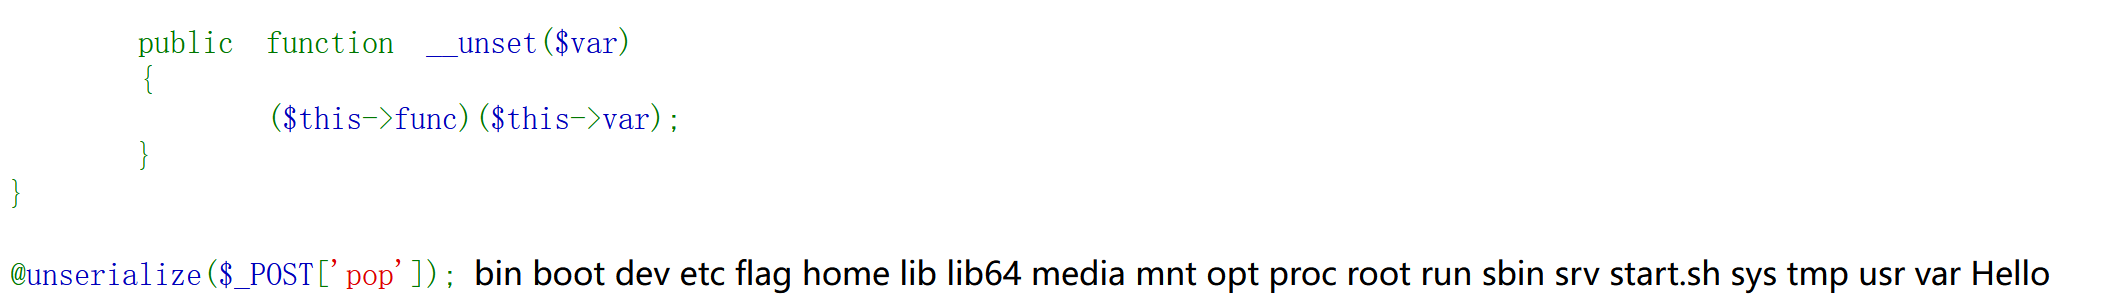 public function __unset($var)
{
($this->func)($this->var);
}
}
@unserialize($_POST['pop']); bin boot dev etc flag home lib lib64 media mnt opt proc root run sbin srv start.sh sys tmp usr var Hello